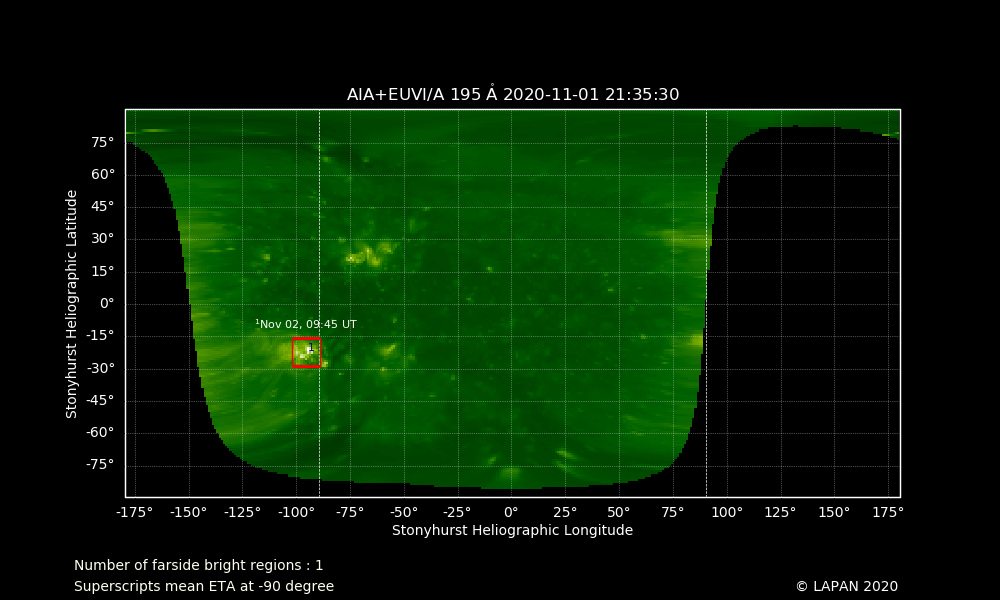 AIA+EUVI/A 195 Å 2020-11-01 21:35:30
Stonyhurst Heliographic Latitude
75°
60°
45°
30°
15°
0°
-15°
-30°
-45°
-60°
-75°
¹Nov 02, 09:45 UT
1
-175° -150° -125° -100° -75° -50° -25° 0° 25° 50° 75° 100° 125° 150° 175°
Stonyhurst Heliographic Longitude
Number of farside bright regions : 1
Superscripts mean ETA at -90 degree
© LAPAN 2020